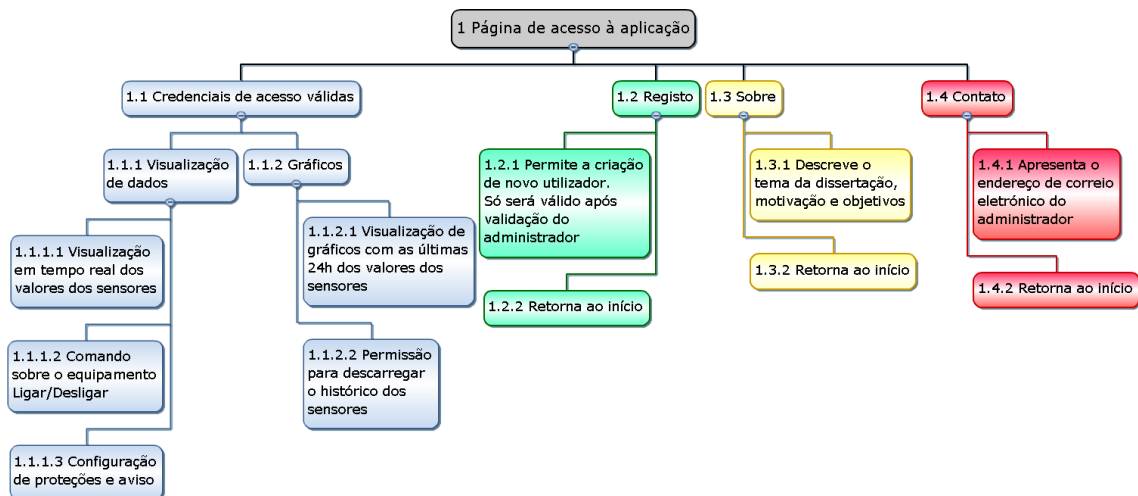 1 Página de acesso à aplicação
1.1 Credenciais de acesso válidas
1.2 Registo
1.3 Sobre
1.4 Contato
1.1.1 Visualização
de dados
1.1.2 Gráficos
1.2.1 Permite a criação
de novo utilizador.
Só será válido após
validação do
administrador
1.3.1 Descreve o
tema da dissertação,
motivação e objetivos
1.4.1 Apresenta o
endereço de correio
eletrónico do
administrador
1.1.1.1 Visualização
em tempo real dos
valores dos sensores
1.1.2.1 Visualização de
gráficos com as últimas
24h dos valores dos
sensores
1.2.2 Retorna ao início
1.3.2 Retorna ao início
1.4.2 Retorna ao início
1.1.1.2 Comando
sobre o equipamento
Ligar/Desligar
1.1.2.2 Permissão
para descarregar
o histórico dos
sensores
1.1.1.3 Configuração
de proteções e aviso